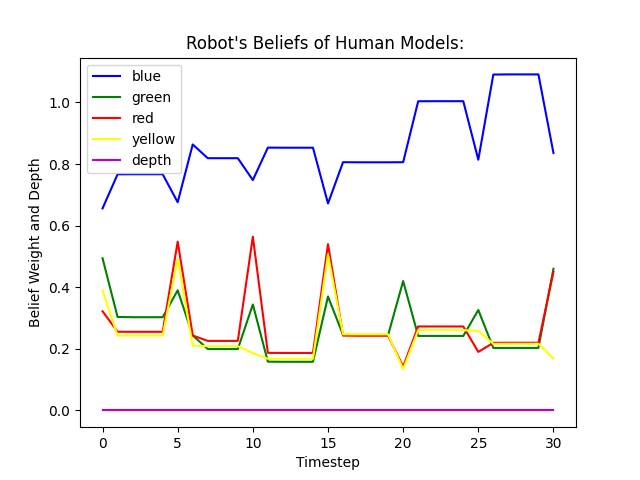 Robot's Beliefs of Human Models:
blue
green
red
yellow
depth
Belief Weight and Depth
1.0
0.8
0.6
0.4
0.2
0.0
0 5 10 15 20 25 30
Timestep